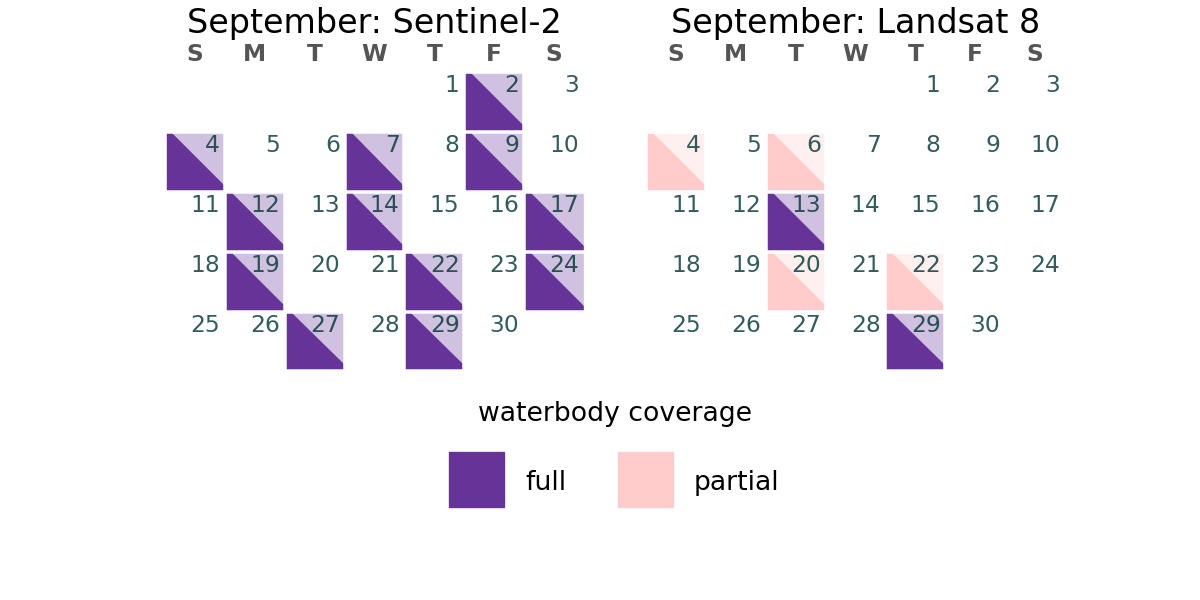 September: Sentinel-2
S M T W T F S
1 2 3
4 5 6 7 8 9 10
11 12 13 14 15 16 17
18 19 20 21 22 23 24
25 26 27 28 29 30
September: Landsat 8
S M T W T F S
1 2 3
4 5 6 7 8 9 10
11 12 13 14 15 16 17
18 19 20 21 22 23 24
25 26 27 28 29 30
waterbody coverage
full partial